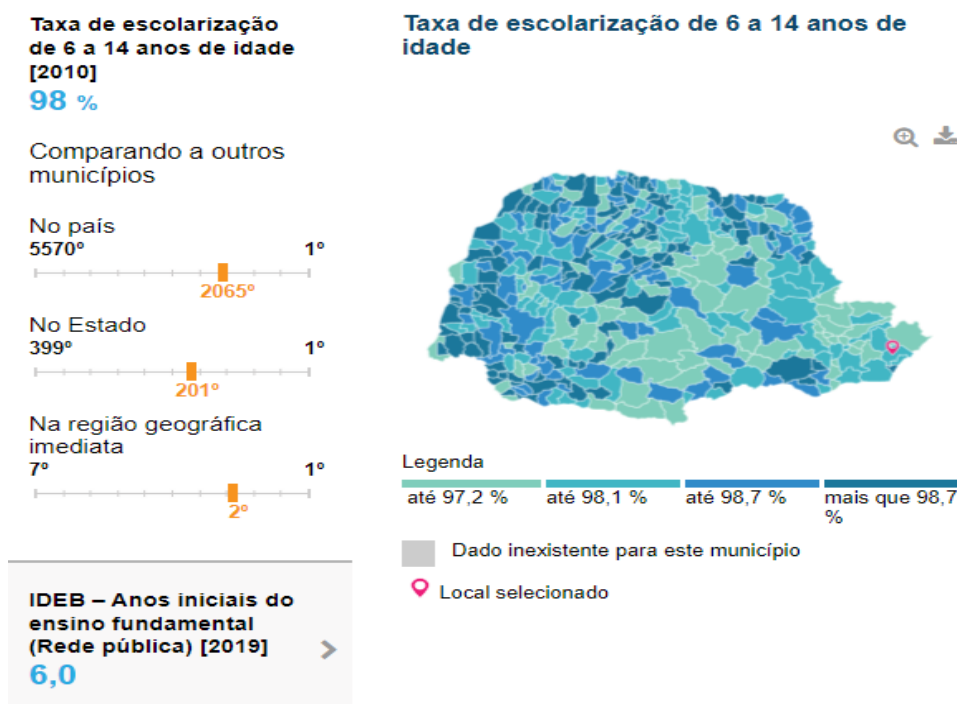 Taxa de escolarização
de 6 a 14 anos de idade
[2010]
98 %
Comparando a outros
municípios
No país
5570º 1º
2065º
No Estado
399º 1º
201º
Na região geográfica
imediata
7º 1º
2º
IDEB – Anos iniciais do
ensino fundamental
(Rede pública) [2019]
6,0
Taxa de escolarização de 6 a 14 anos de
idade
Legenda
até 97,2 % até 98,1 % até 98,7 % mais que 98,7
%
Dado inexistente para este município
Local selecionado